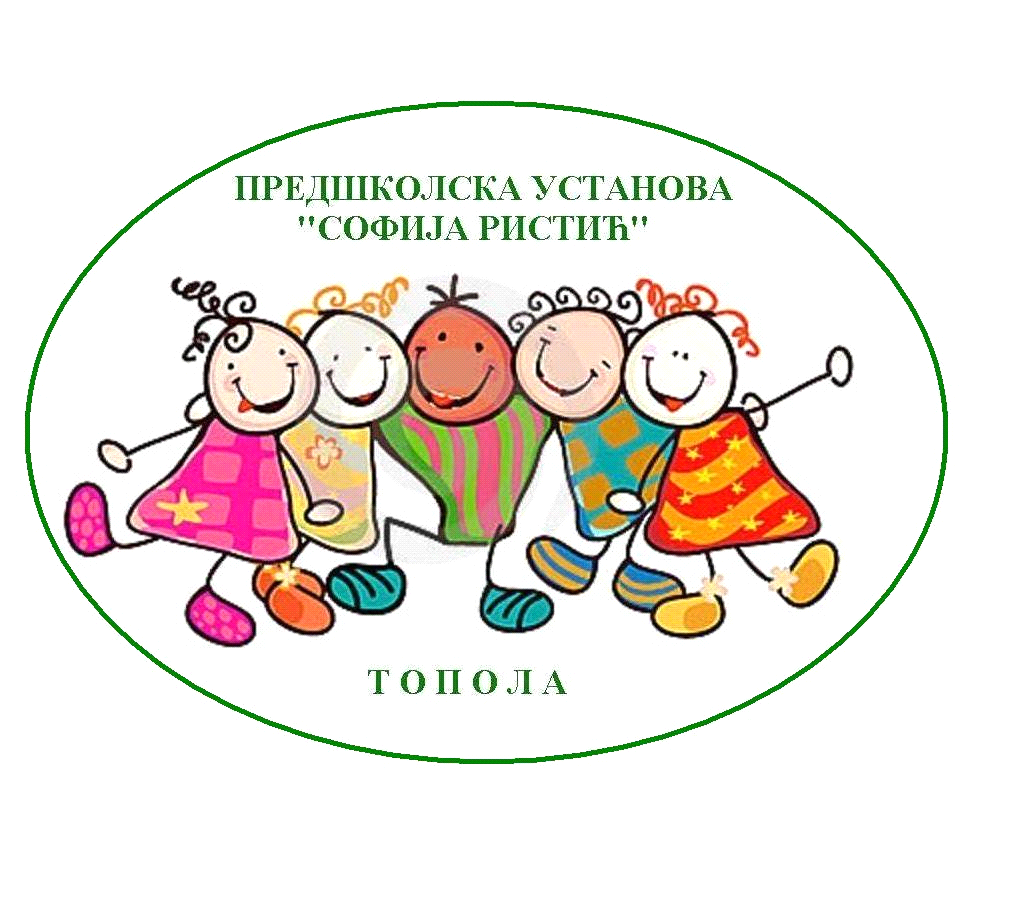 ПРЕДШКОЛСКА УСТАНОВА
"СОФИЈА РИСТИЋ"
Т О П О Л А